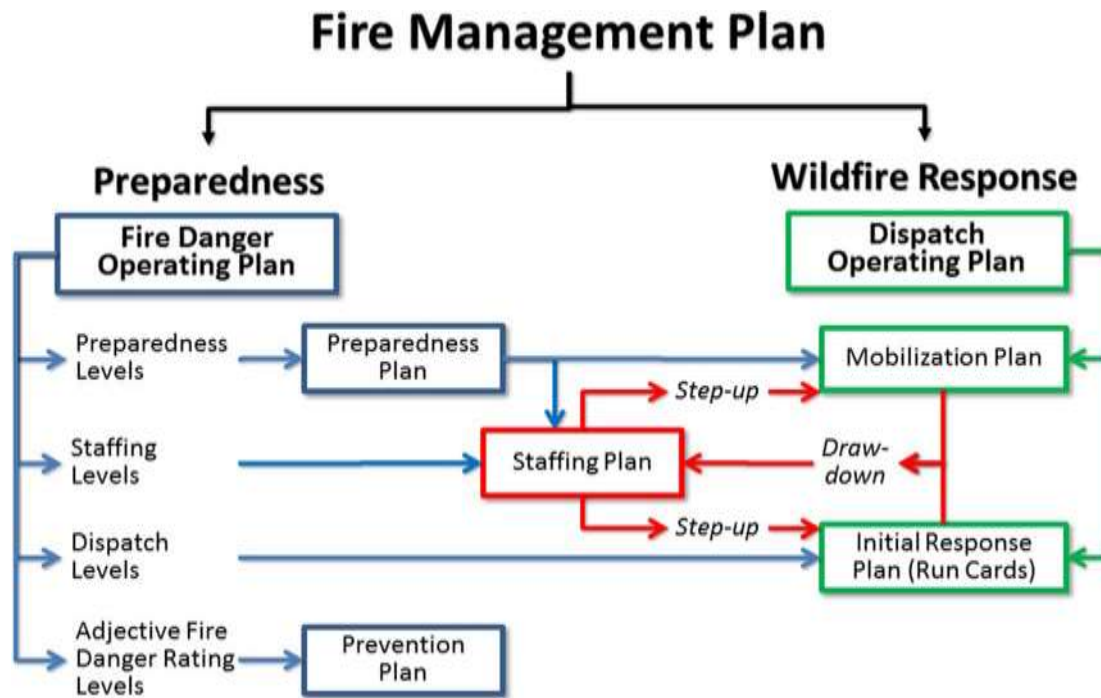 Fire Management Plan
Preparedness
Wildfire Response
Fire Danger
Operating Plan
Dispatch
Operating Plan
Preparedness
Levels
Preparedness
Plan
Mobilization Plan
Step-up
Staffing
Levels
Staffing Plan
Draw-
down
Step-up
Dispatch
Levels
Initial Response
Plan (Run Cards)
Adjective Fire
Danger Rating
Levels
Prevention
Plan